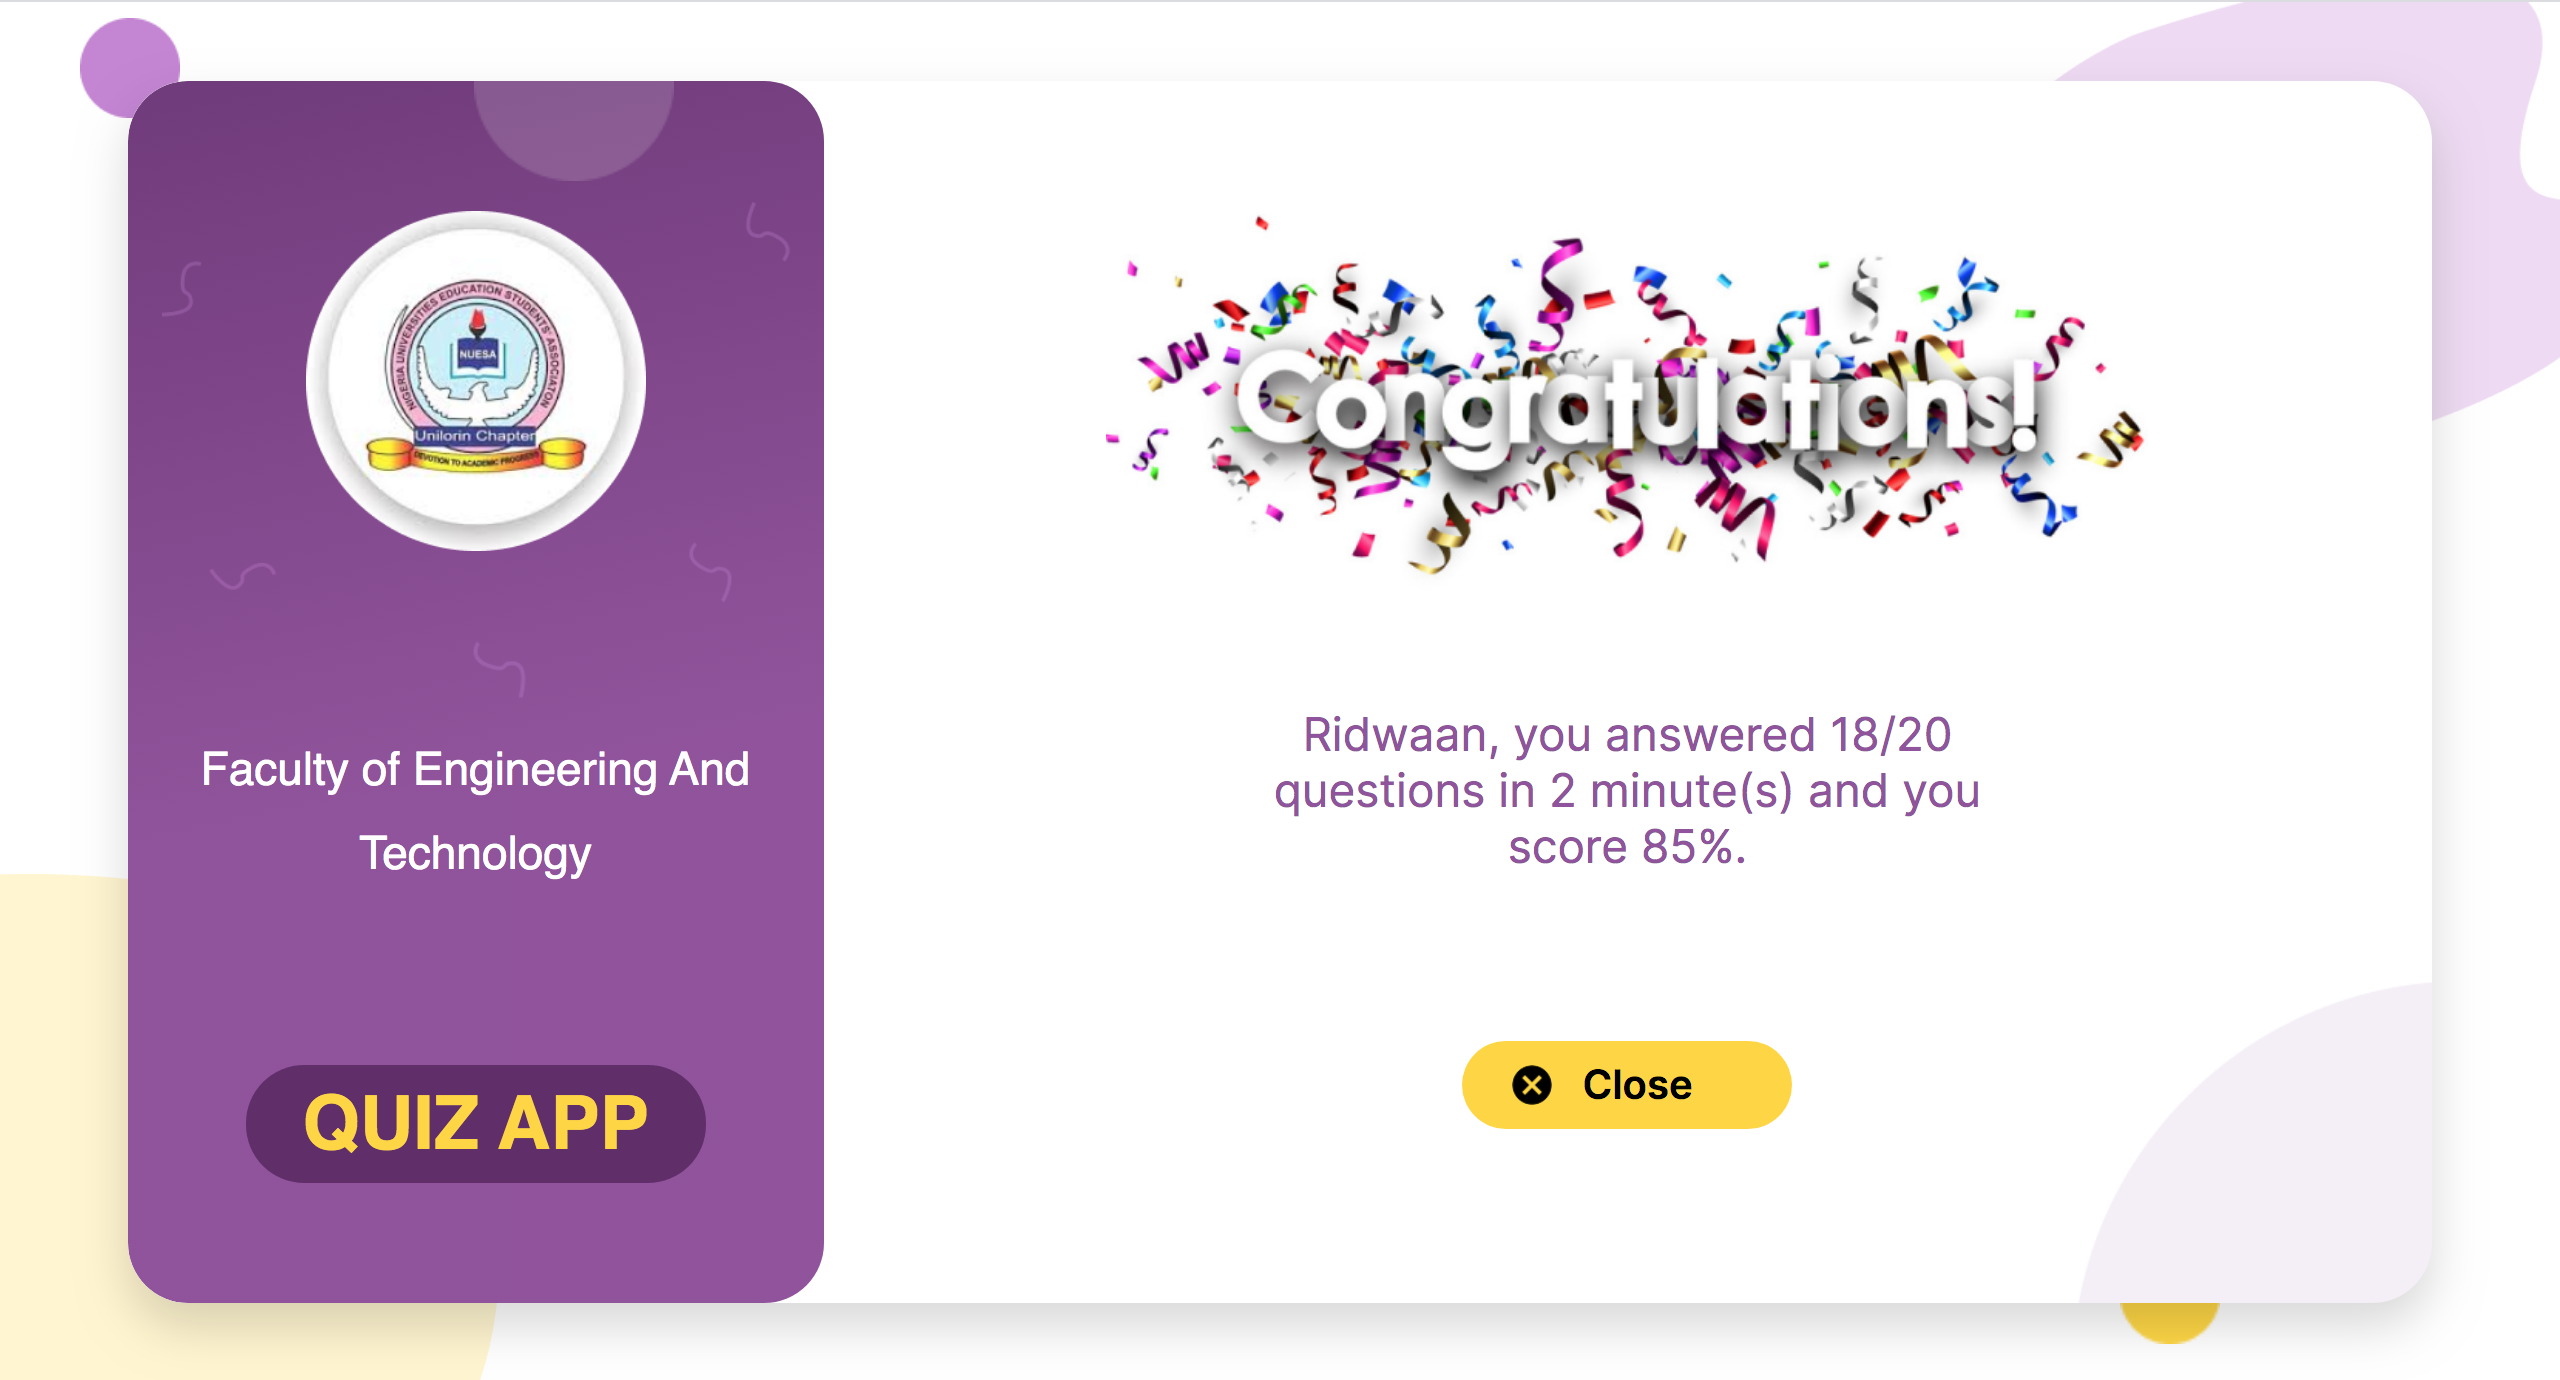 NIGERIA UNIVERSITIES EDUCATION STUDENTS' ASSOCIATON
NUESA
Unilorin Chapter
DEVOTION TO ACADEMIC PROGRESS
Faculty of Engineering And
Technology
QUIZ APP
Congratulations!
Ridwaan, you answered 18/20
questions in 2 minute(s) and you
score 85%.
Close